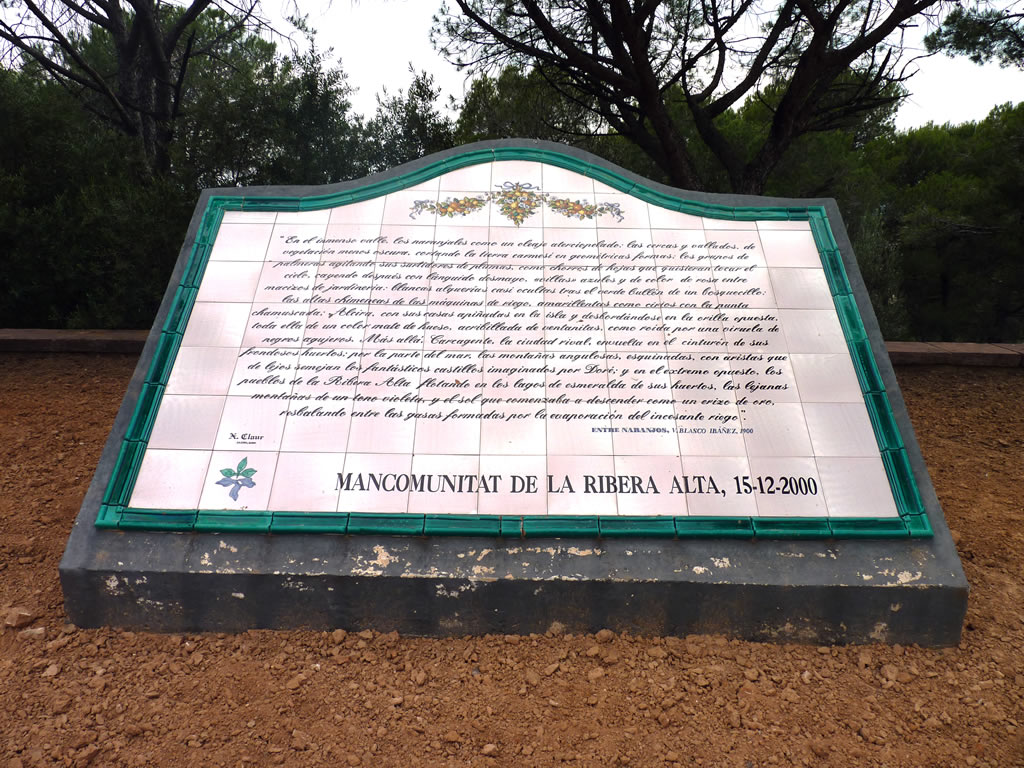 "En el inmenso valle, los naranjales como un oleaje aterciopelado; las cercas y vallados, de
vegetación menos oscura, cortando la tierra carmesí en geométricas formas; los grupos de
palmeras agitando sus surtidores de plumas, como chorros de hojas que quisieran tocar el
cielo, cayendo después con lánguido desmayo; villas azules y de color de rosa entre
macizos de jardinería; blancas alquerías casi ocultas tras el verde bullón de un bosquecillo;
las altas chimeneas de las máquinas de riego, amarillentas como cirios con la punta
chamuscada; Alcira, con sus casas apiñadas en la isla y desbordándose en la orilla opuesta,
toda ella de un color mate de hueso, acribillada de ventanitas, como roída por una viruela de
negros agujeros. Más allá, Carcagente, la ciudad rival, envuelta en el cinturón de sus
frondosos huertos; por la parte del mar, las montañas angulosas, esquinadas, con aristas que
de lejos semejan los fantásticos castillos imaginados por Doré; y en el extremo opuesto, los
pueblos de la Ribera Alta flotando en los lagos de esmeralda de sus huertos, las lejanas
montañas de un tono violeta, y el sol que comenzaba a descender como un erizo de oro,
resbalando entre las gasas formadas por la evaporación del incesante riego".
ENTRE NARANJOS, V. BLASCO IBÁÑEZ, 1900
X. Claur
MANCOMUNITAT DE LA RIBERA ALTA, 15-12-2000